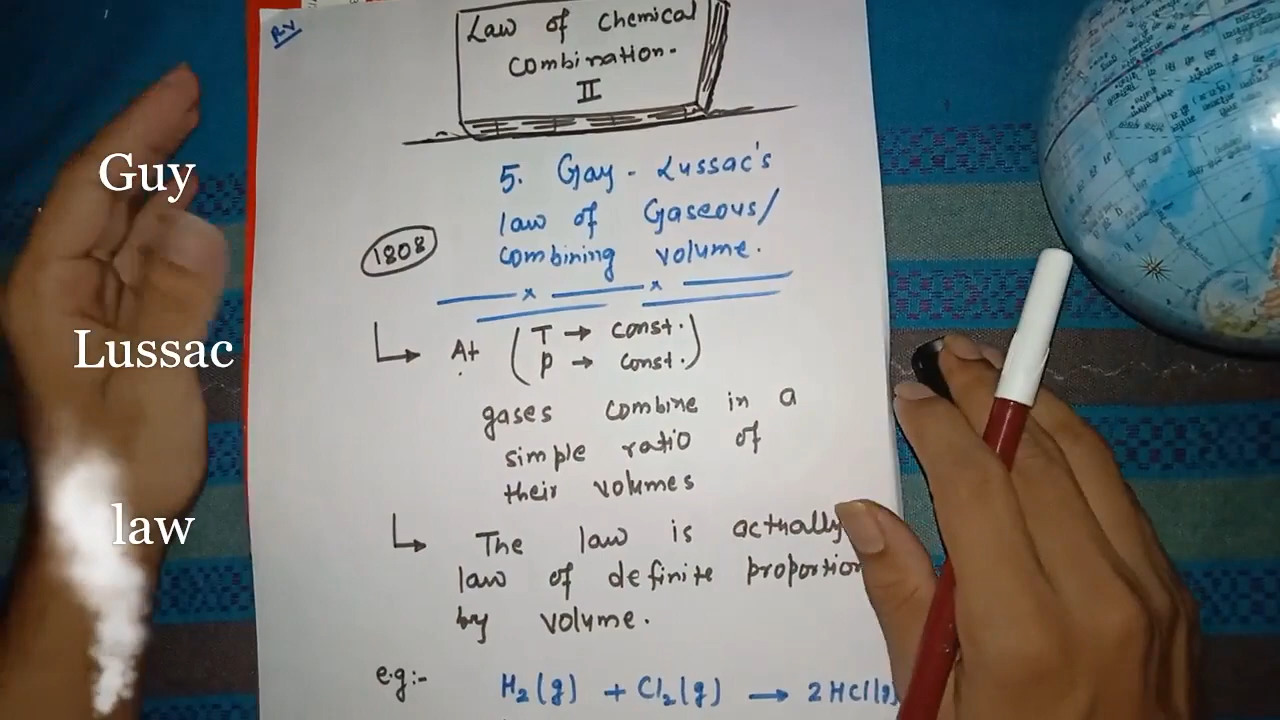 RV
Law of Chemical
Combination-
II
5. Gay-Lussac's
law of Gaseous/
combining volume.
1808
At (T → const.
P → const.)
gases combine in a
simple ratio of
their volumes
The law is actually
law of definite proportion
by volume.
e.g:- H₂(g) + Cl₂(g) → 2HCl(g)
Guy
Lussac
law